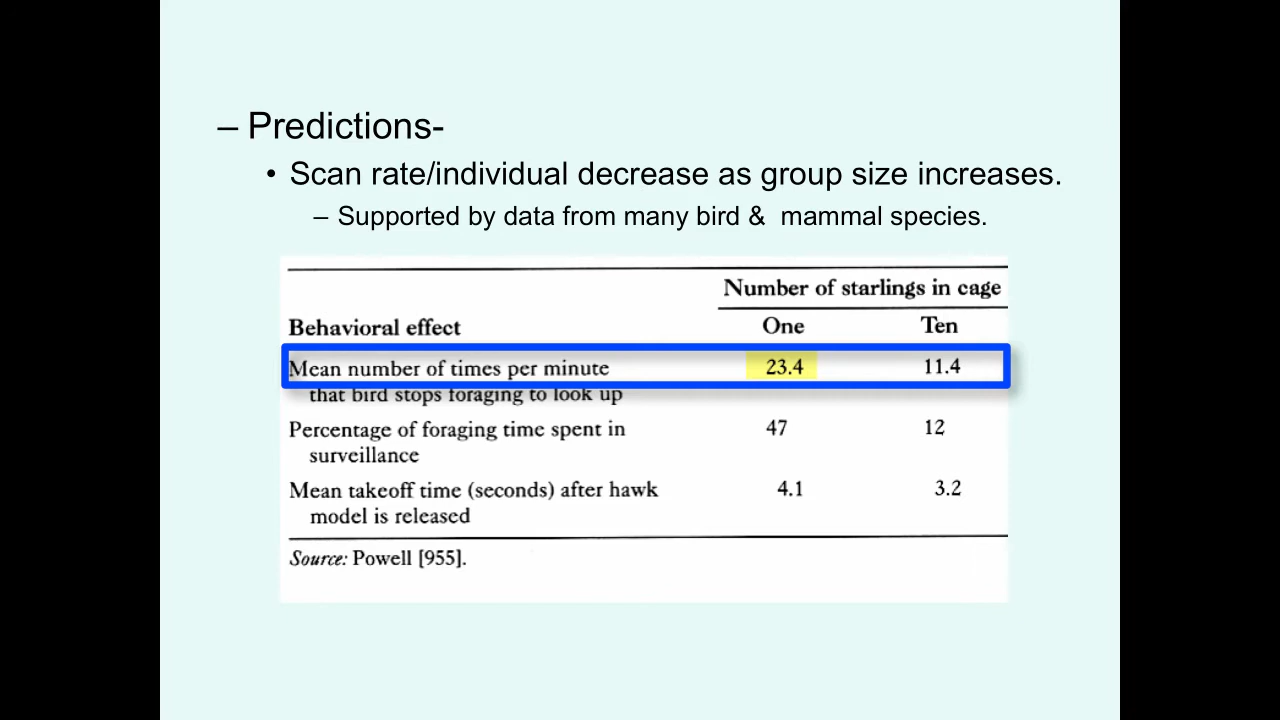 – Predictions-
• Scan rate/individual decrease as group size increases.
– Supported by data from many bird & mammal species.
Number of starlings in cage
Behavioral effect One Ten
Mean number of times per minute 23.4 11.4
that bird stops foraging to look up
Percentage of foraging time spent in 47 12
surveillance
Mean takeoff time (seconds) after hawk 4.1 3.2
model is released
Source: Powell [955].